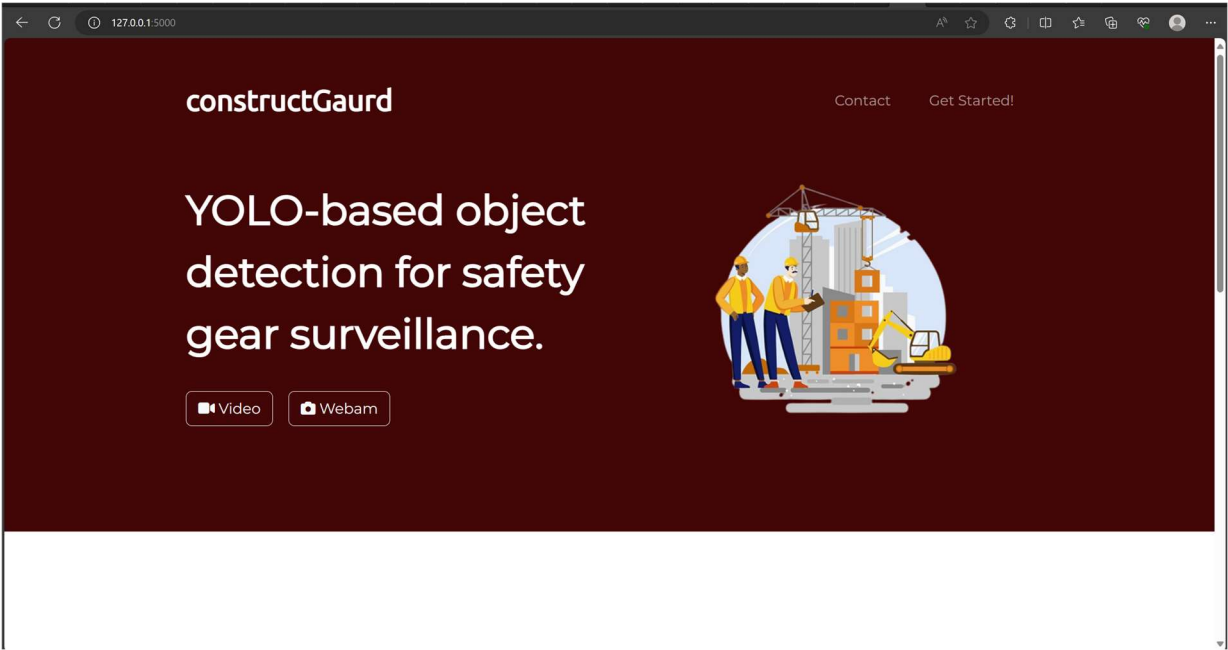 127.0.0.1:5000
constructGaurd
Contact
Get Started!
YOLO-based object
detection for safety
gear surveillance.
Video
Webam